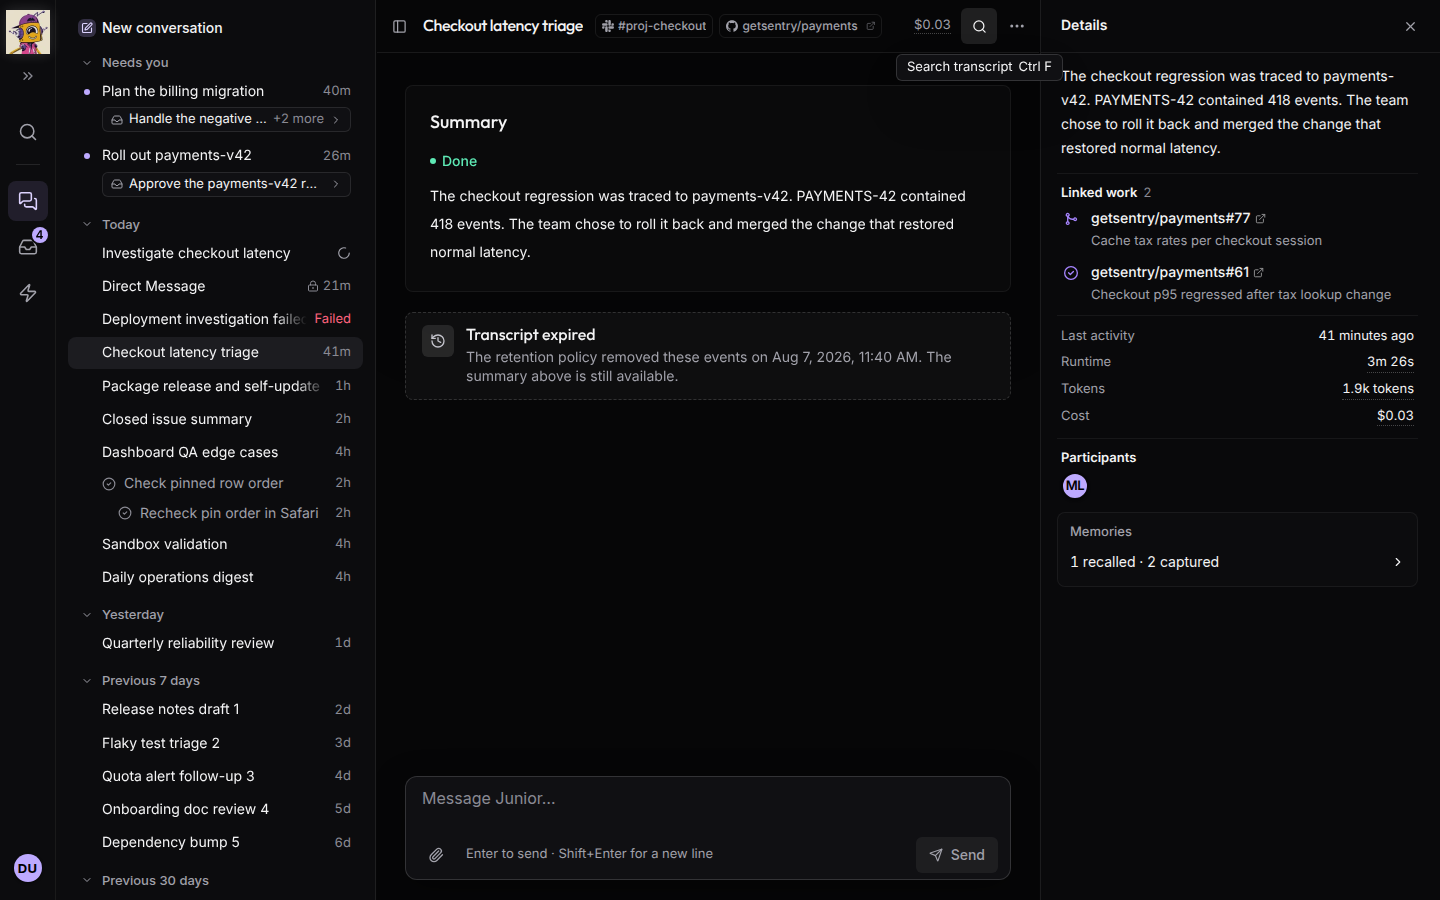 New conversation
Needs you
Plan the billing migration 40m
Handle the negative ... +2 more
Roll out payments-v42 26m
Approve the payments-v42 r...
Today
Investigate checkout latency
Direct Message 21m
Deployment investigation failed Failed
Checkout latency triage 41m
Package release and self-update 1h
Closed issue summary 2h
Dashboard QA edge cases 4h
Check pinned row order 2h
Recheck pin order in Safari 2h
Sandbox validation 4h
Daily operations digest 4h
Yesterday
Quarterly reliability review 1d
Previous 7 days
Release notes draft 1 2d
Flaky test triage 2 3d
Quota alert follow-up 3 4d
Onboarding doc review 4 5d
Dependency bump 5 6d
Previous 30 days
4
DU
Checkout latency triage #proj-checkout getsentry/payments $0.03
Search transcript Ctrl F
Summary
Done
The checkout regression was traced to payments-v42. PAYMENTS-42 contained
418 events. The team chose to roll it back and merged the change that restored
normal latency.
Transcript expired
The retention policy removed these events on Aug 7, 2026, 11:40 AM. The
summary above is still available.
Message Junior...
Enter to send · Shift+Enter for a new line
Send
Details
The checkout regression was traced to payments-
v42. PAYMENTS-42 contained 418 events. The team
chose to roll it back and merged the change that
restored normal latency.
Linked work 2
getsentry/payments#77
Cache tax rates per checkout session
getsentry/payments#61
Checkout p95 regressed after tax lookup change
Last activity 41 minutes ago
Runtime 3m 26s
Tokens 1.9k tokens
Cost $0.03
Participants
ML
Memories
1 recalled · 2 captured